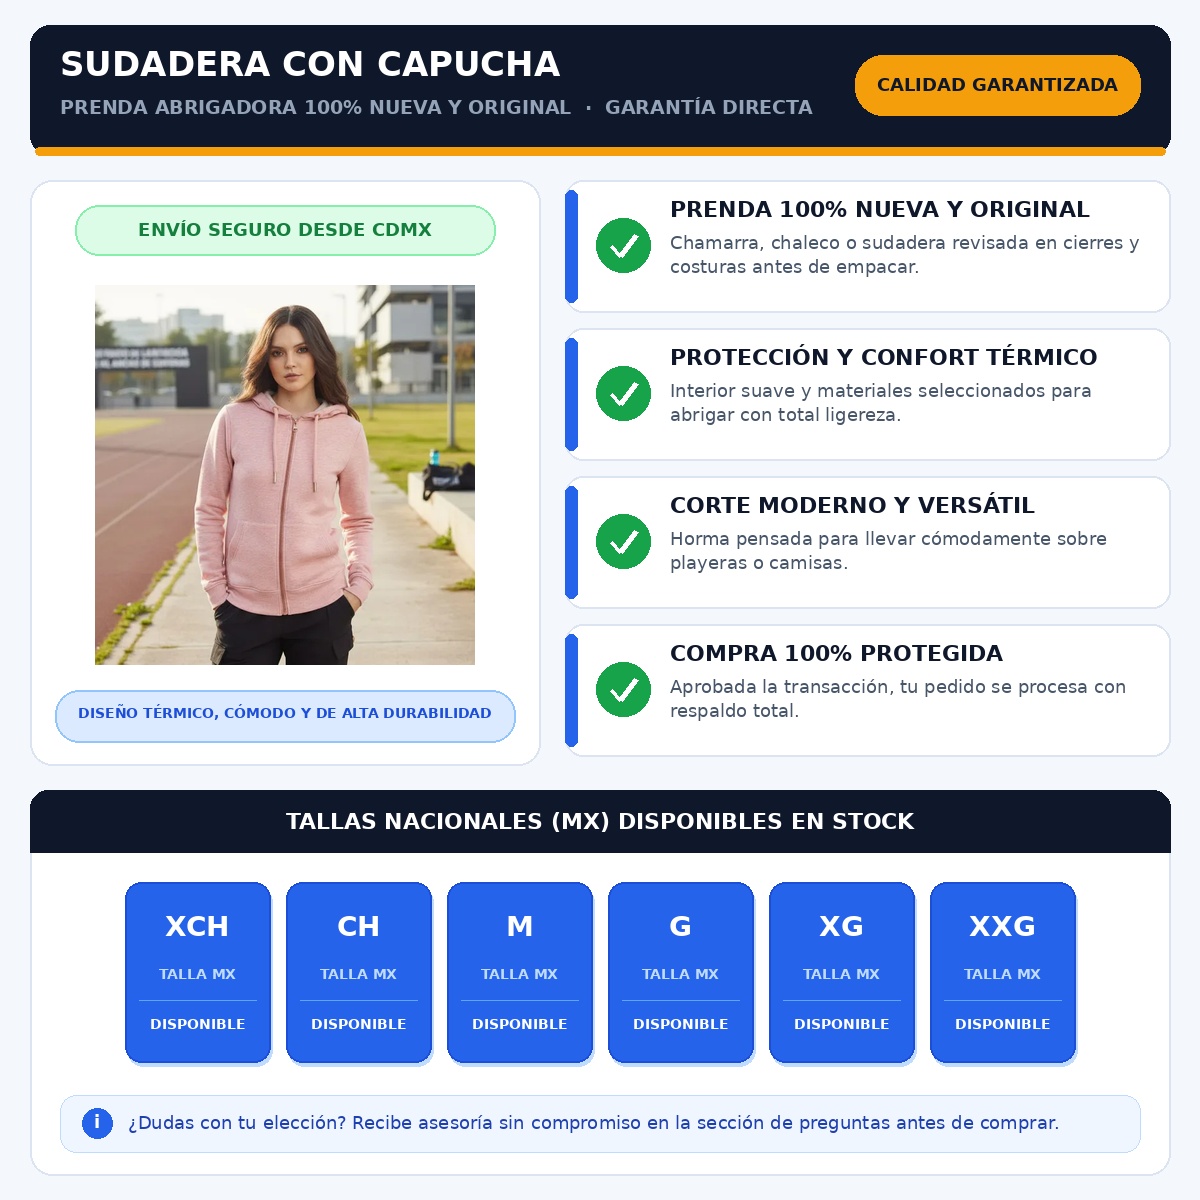 SUDADERA CON CAPUCHA
PRENDA ABRIGADORA 100% NUEVA Y ORIGINAL · GARANTÍA DIRECTA
CALIDAD GARANTIZADA
ENVÍO SEGURO DESDE CDMX
DISEÑO TÉRMICO, CÓMODO Y DE ALTA DURABILIDAD
PRENDA 100% NUEVA Y ORIGINAL
Chamarra, chaleco o sudadera revisada en cierres y
costuras antes de empacar.
PROTECCIÓN Y CONFORT TÉRMICO
Interior suave y materiales seleccionados para
abrigar con total ligereza.
CORTE MODERNO Y VERSÁTIL
Horma pensada para llevar cómodamente sobre
playeras o camisas.
COMPRA 100% PROTEGIDA
Aprobada la transacción, tu pedido se procesa con
respaldo total.
TALLAS NACIONALES (MX) DISPONIBLES EN STOCK
XCH
TALLA MX
DISPONIBLE
CH
TALLA MX
DISPONIBLE
M
TALLA MX
DISPONIBLE
G
TALLA MX
DISPONIBLE
XG
TALLA MX
DISPONIBLE
XXG
TALLA MX
DISPONIBLE
i
¿Dudas con tu elección? Recibe asesoría sin compromiso en la sección de preguntas antes de comprar.